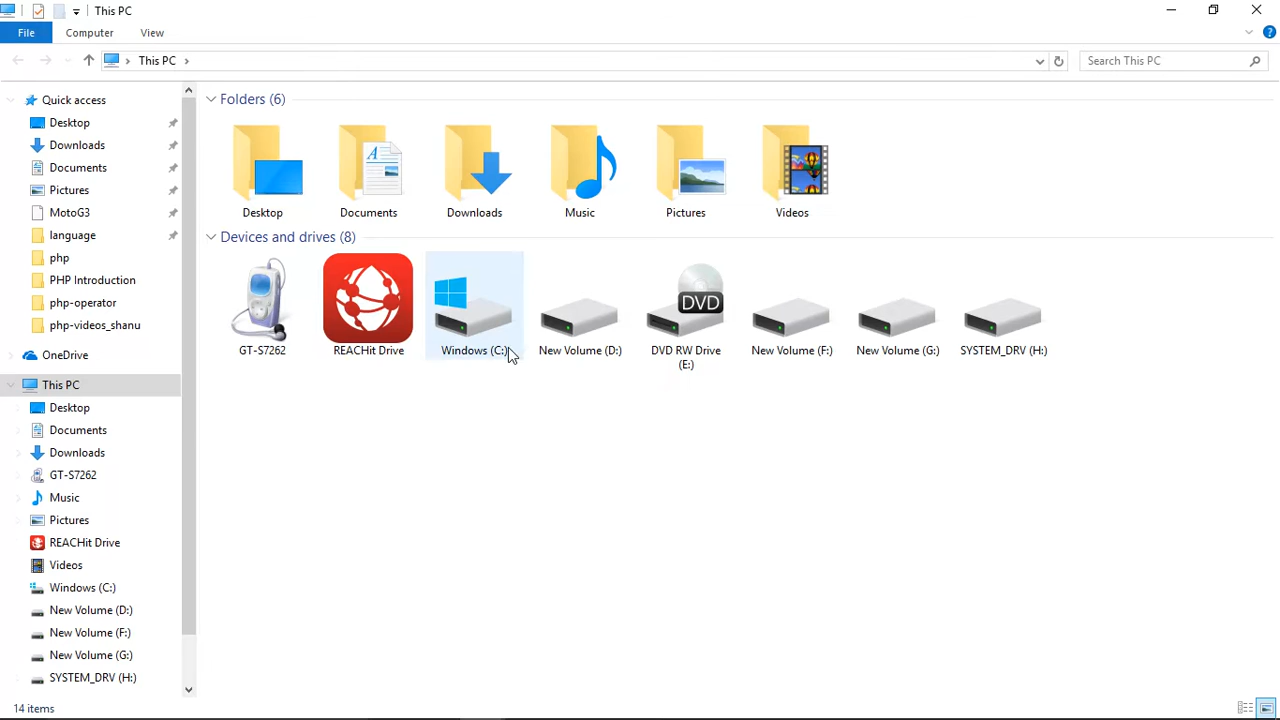 This PC
File Computer View
This PC
Search This PC
Quick access
Desktop
Downloads
Documents
Pictures
MotoG3
language
php
PHP Introduction
php-operator
php-videos_shanu
OneDrive
This PC
Desktop
Documents
Downloads
GT-S7262
Music
Pictures
REACHit Drive
Videos
Windows (C:)
New Volume (D:)
New Volume (F:)
New Volume (G:)
SYSTEM_DRV (H:)
Folders (6)
Desktop Documents Downloads Music Pictures Videos
Devices and drives (8)
DVD
GT-S7262 REACHit Drive Windows (C:) New Volume (D:) DVD RW Drive New Volume (F:) New Volume (G:) SYSTEM_DRV (H:)
(E:)
14 items